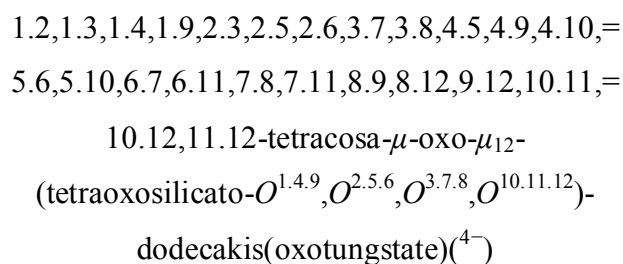 1.2,1.3,1.4,1.9,2.3,2.5,2.6,3.7,3.8,4.5,4.9,4.10,=
5.6,5.10,6.7,6.11,7.8,7.11,8.9,8.12,9.12,10.11,=
10.12,11.12-tetracosa-μ-oxo-μ₁₂-
(tetraoxosilicato-O¹·⁴·⁹,O²·⁵·⁶,O³·⁷·⁸,O¹⁰·¹¹·¹²)-
dodecakis(oxotungstate)(⁴⁻)